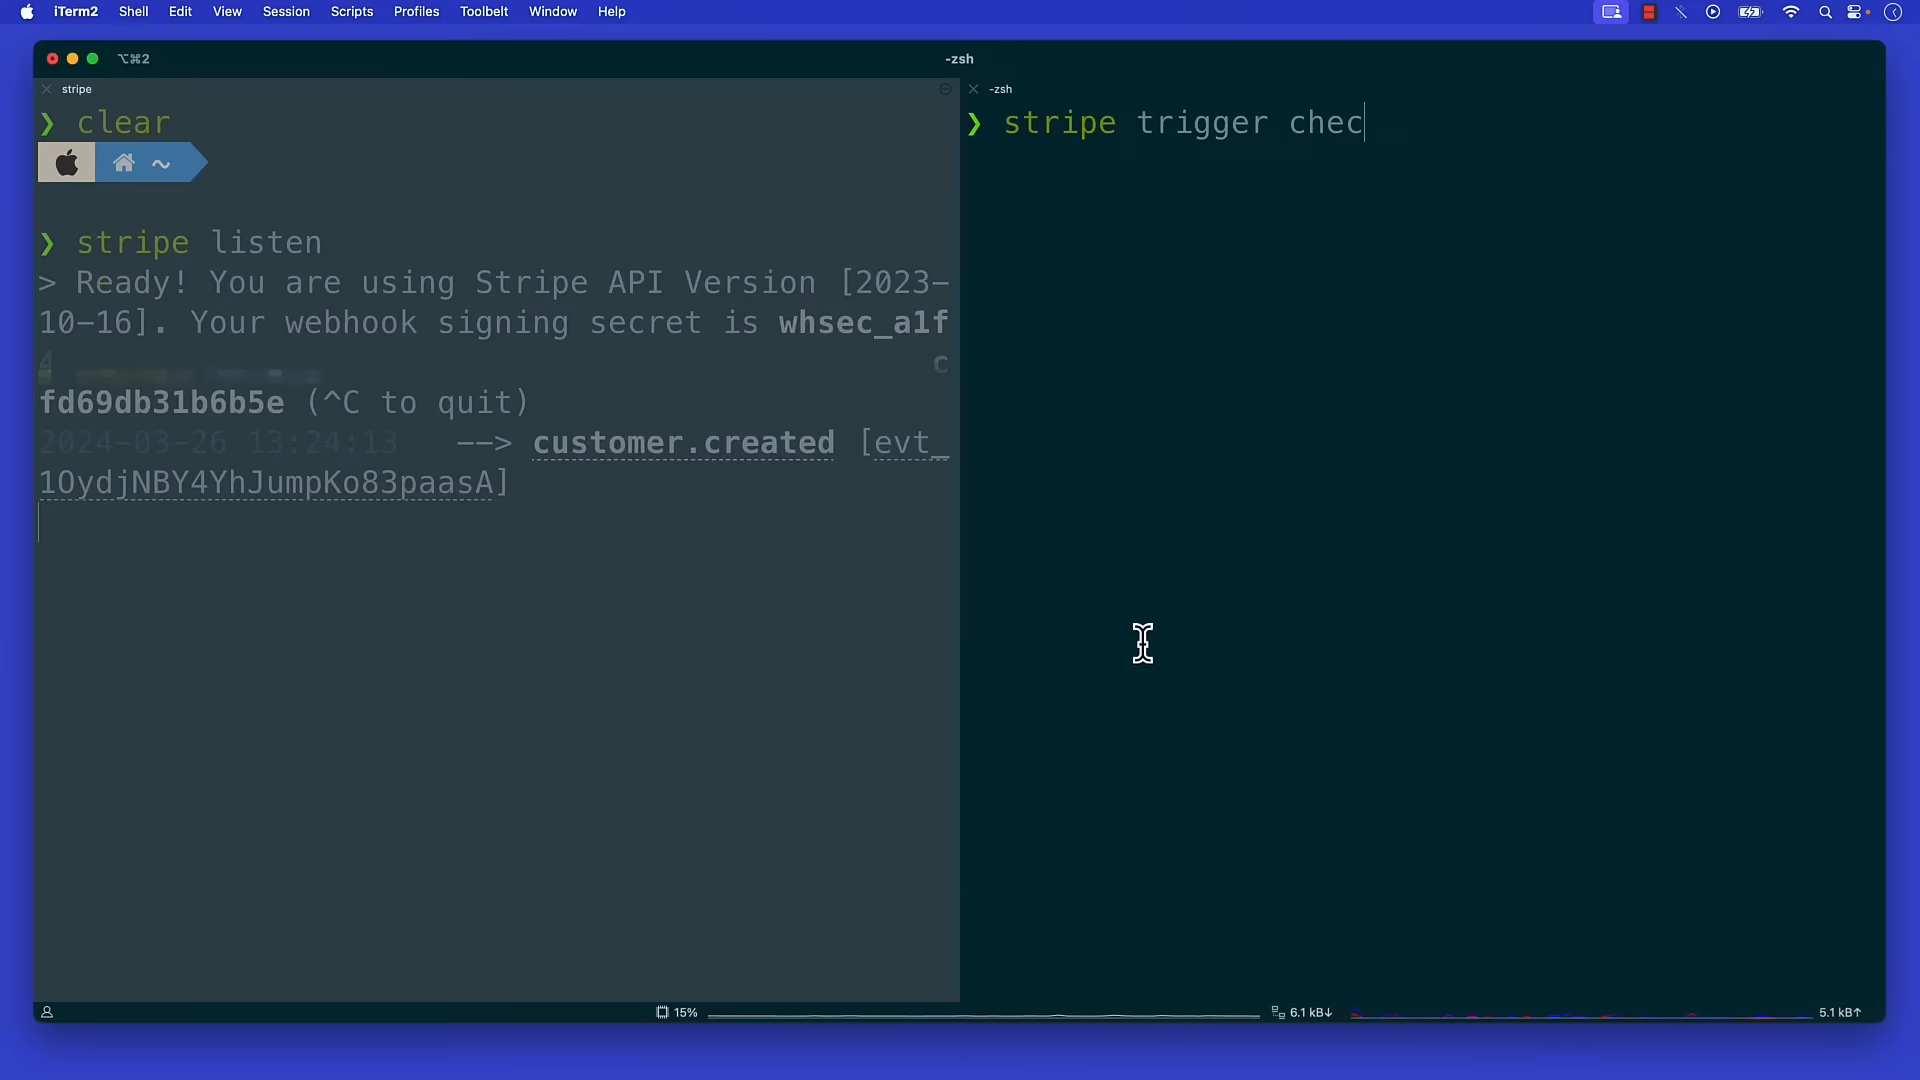 iTerm2 Shell Edit View Session Scripts Profiles Toolbelt Window Help
⌥⌘2
-zsh
stripe
❯ clear
~
❯ stripe listen
> Ready! You are using Stripe API Version [2023-
10-16]. Your webhook signing secret is whsec_a1f
4 c
fd69db31b6b5e (^C to quit)
2024-03-26 13:24:13 --> customer.created [evt_
1OydjNBY4YhJumpKo83paasA]
-zsh
❯ stripe trigger chec
15%
6.1 kB↓
5.1 kB↑